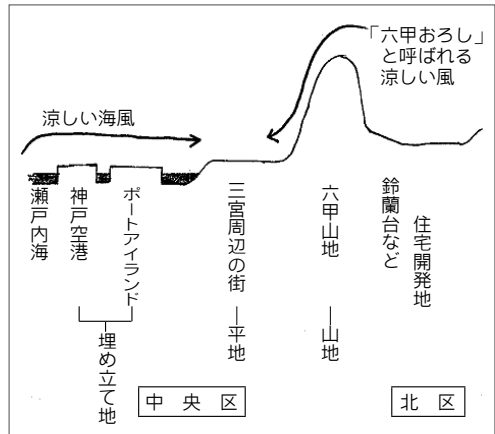 「六甲おろし」
と呼ばれる
涼しい風
涼しい海風
瀬戸内海
神戸空港
ポートアイランド
埋め立て地
三宮周辺の街―平地
六甲山地―山地
鈴蘭台など
住宅開発地
中央区
北区